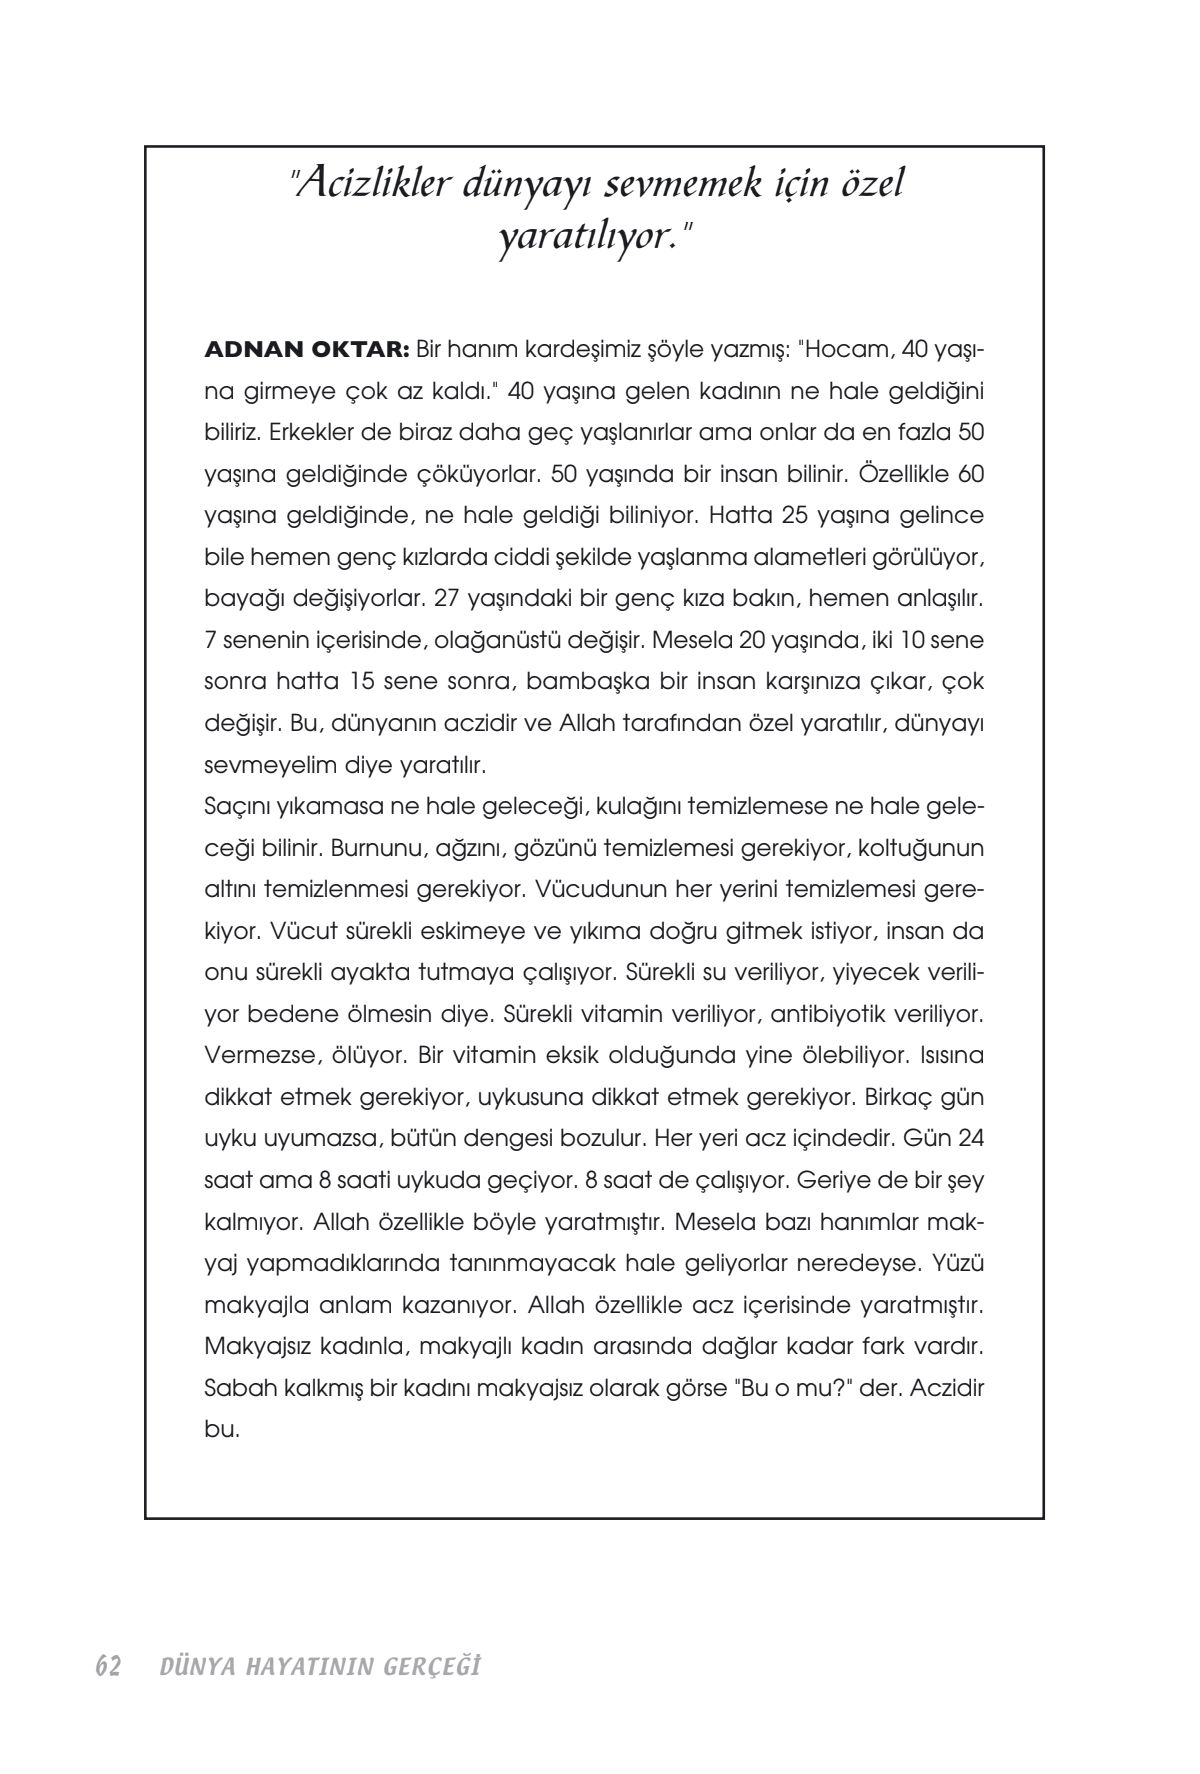 "Acizlikler dünyayı sevmemek için özel
yaratılıyor."
ADNAN OKTAR: Bir hanım kardeşimiz şöyle yazmış: "Hocam, 40 yaşı-
na girmeye çok az kaldı." 40 yaşına gelen kadının ne hale geldiğini
biliriz. Erkekler de biraz daha geç yaşlanırlar ama onlar da en fazla 50
yaşına geldiğinde çöküyorlar. 50 yaşında bir insan bilinir. Özellikle 60
yaşına geldiğinde, ne hale geldiği biliniyor. Hatta 25 yaşına gelince
bile hemen genç kızlarda ciddi şekilde yaşlanma alametleri görülüyor,
bayağı değişiyorlar. 27 yaşındaki bir genç kıza bakın, hemen anlaşılır.
7 senenin içerisinde, olağanüstü değişir. Mesela 20 yaşında, iki 10 sene
sonra hatta 15 sene sonra, bambaşka bir insan karşınıza çıkar, çok
değişir. Bu, dünyanın aczidir ve Allah tarafından özel yaratılır, dünyayı
sevmeyelim diye yaratılır.
Saçını yıkamasa ne hale geleceği, kulağını temizlemese ne hale gele-
ceği bilinir. Burnunu, ağzını, gözünü temizlemesi gerekiyor, koltuğunun
altını temizlenmesi gerekiyor. Vücudunun her yerini temizlemesi gere-
kiyor. Vücut sürekli eskimeye ve yıkıma doğru gitmek istiyor, insan da
onu sürekli ayakta tutmaya çalışıyor. Sürekli su veriliyor, yiyecek verili-
yor bedene ölmesin diye. Sürekli vitamin veriliyor, antibiyotik veriliyor.
Vermezse, ölüyor. Bir vitamin eksik olduğunda yine ölebiliyor. Isısına
dikkat etmek gerekiyor, uykusuna dikkat etmek gerekiyor. Birkaç gün
uyku uyumazsa, bütün dengesi bozulur. Her yeri acz içindedir. Gün 24
saat ama 8 saati uykuda geçiyor. 8 saat de çalışıyor. Geriye de bir şey
kalmıyor. Allah özellikle böyle yaratmıştır. Mesela bazı hanımlar mak-
yaj yapmadıklarında tanınmayacak hale geliyorlar neredeyse. Yüzü
makyajla anlam kazanıyor. Allah özellikle acz içerisinde yaratmıştır.
Makyajsız kadınla, makyajlı kadın arasında dağlar kadar fark vardır.
Sabah kalkmış bir kadını makyajsız olarak görse "Bu o mu?" der. Aczidir
bu.
62 DÜNYA HAYATININ GERÇEĞİ